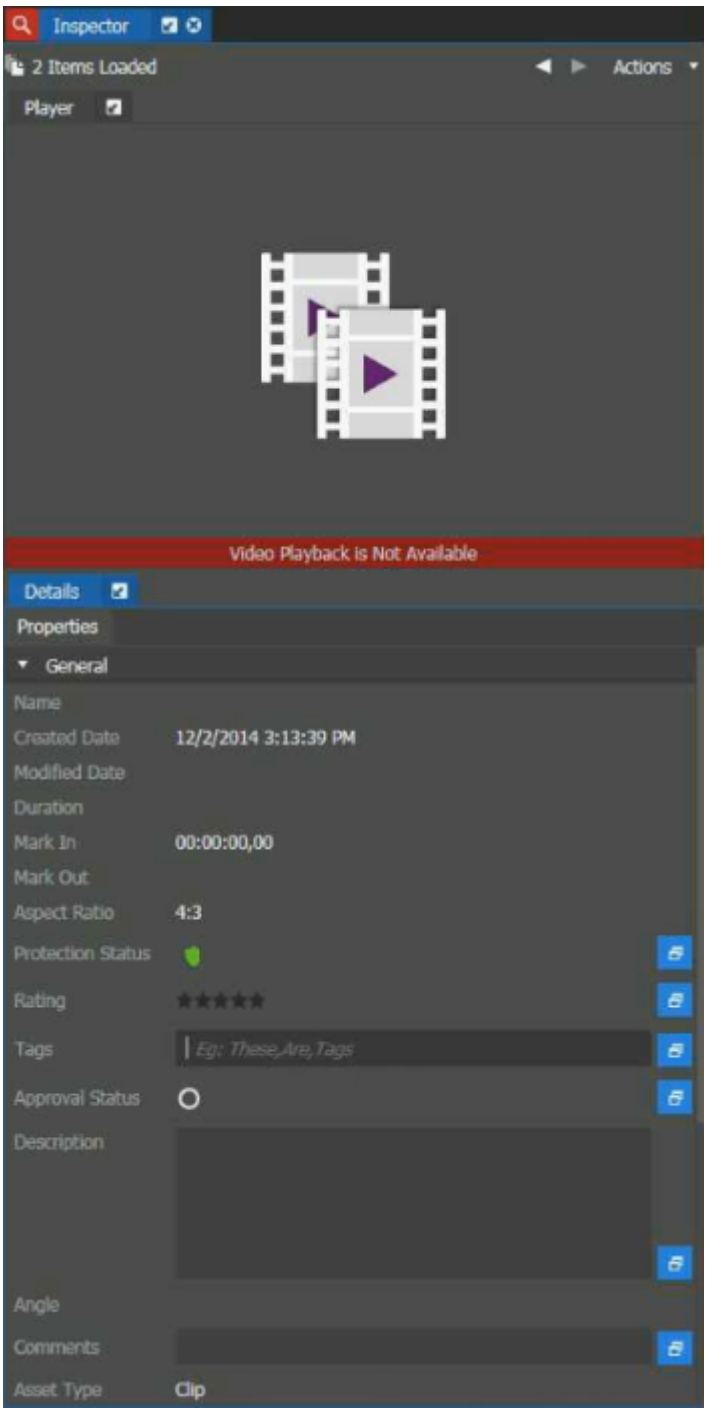 Inspector
2 Items Loaded
Actions
Player
Video Playback is Not Available
Details
Properties
General
Name
Created Date 12/2/2014 3:13:39 PM
Modified Date
Duration
Mark In 00:00:00,00
Mark Out
Aspect Ratio 4:3
Protection Status
Rating
Tags Eg: These,Are,Tags
Approval Status
Description
Angle
Comments
Asset Type Clip